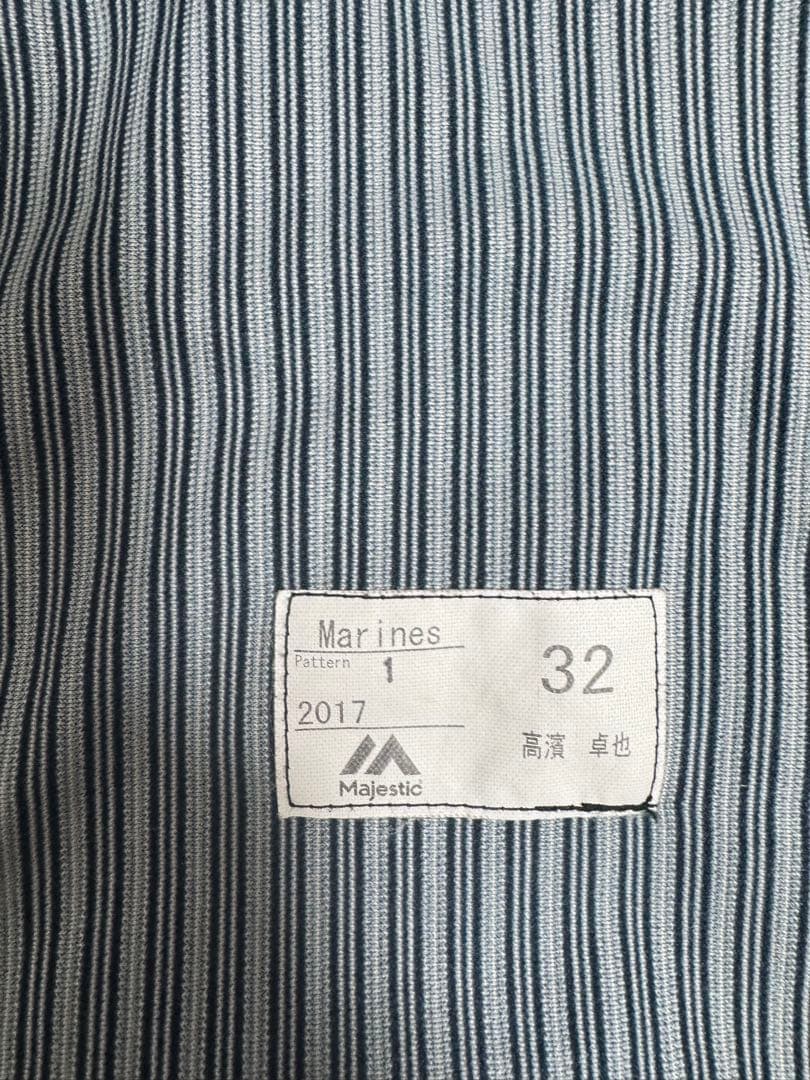 Marines
Pattern 1
2017
Majestic
32
高濱 卓也